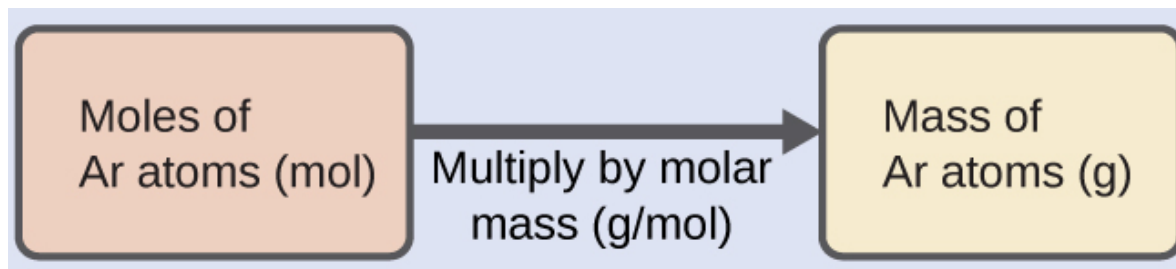 Moles of
Ar atoms (mol)
Multiply by molar
mass (g/mol)
Mass of
Ar atoms (g)